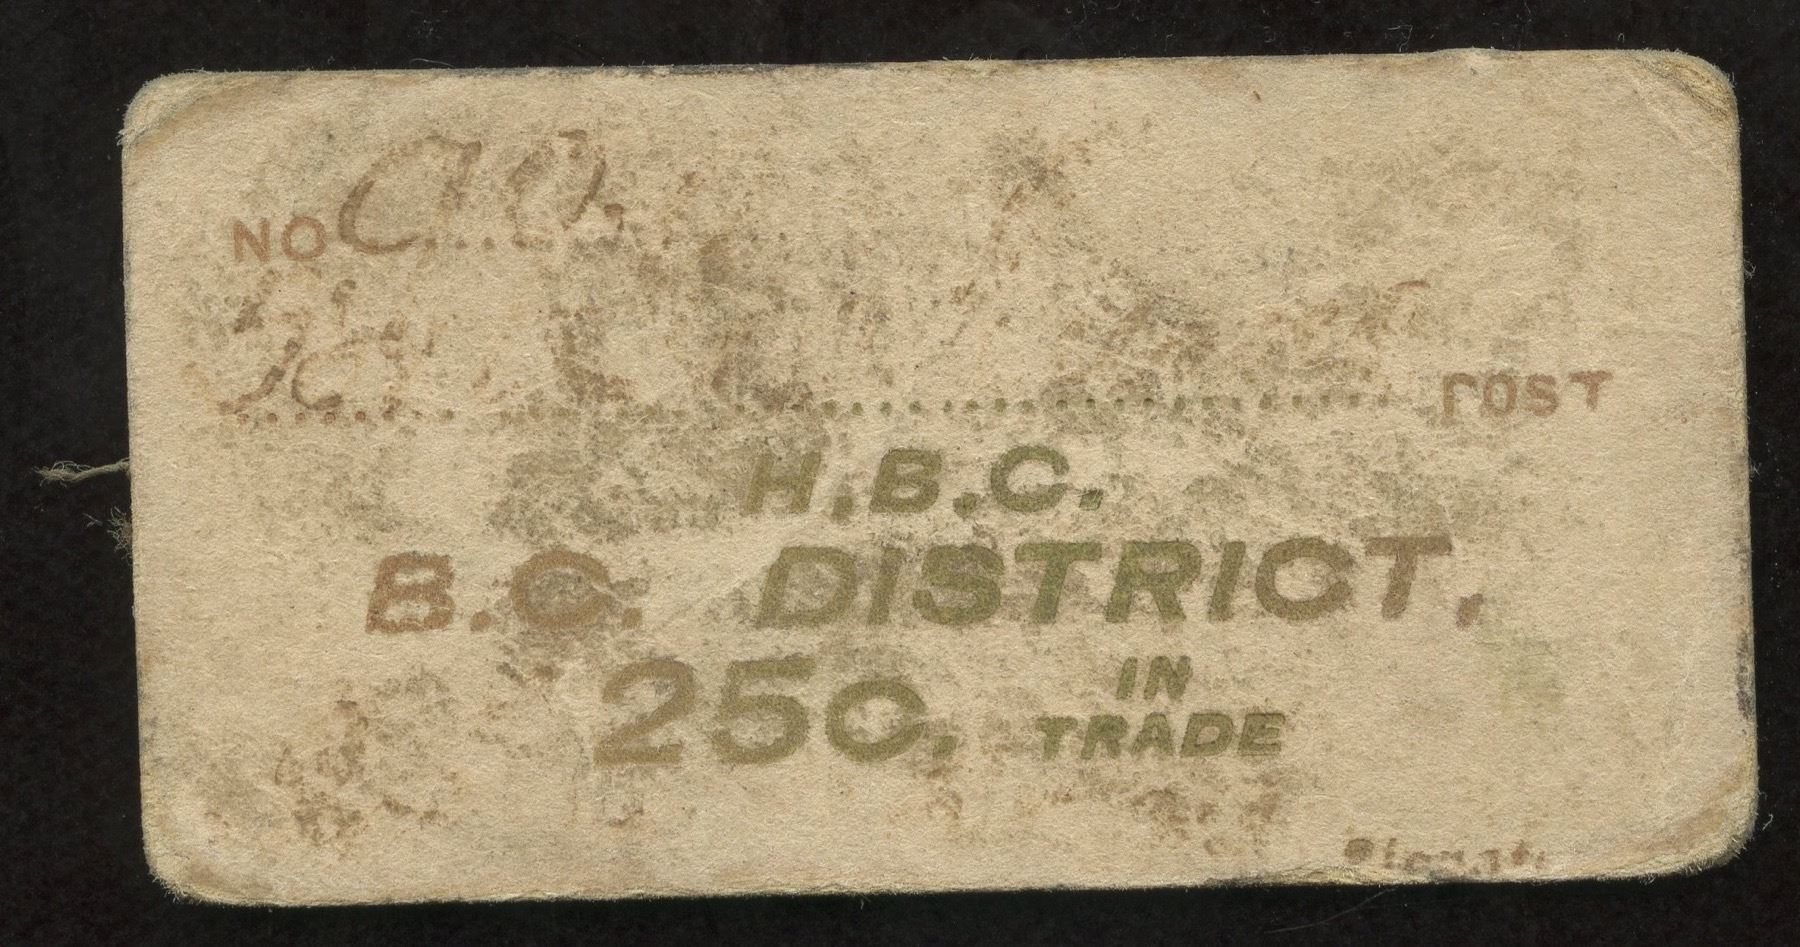 NO
POST
H.B.C.
B.C. DISTRICT,
25c, IN
TRADE